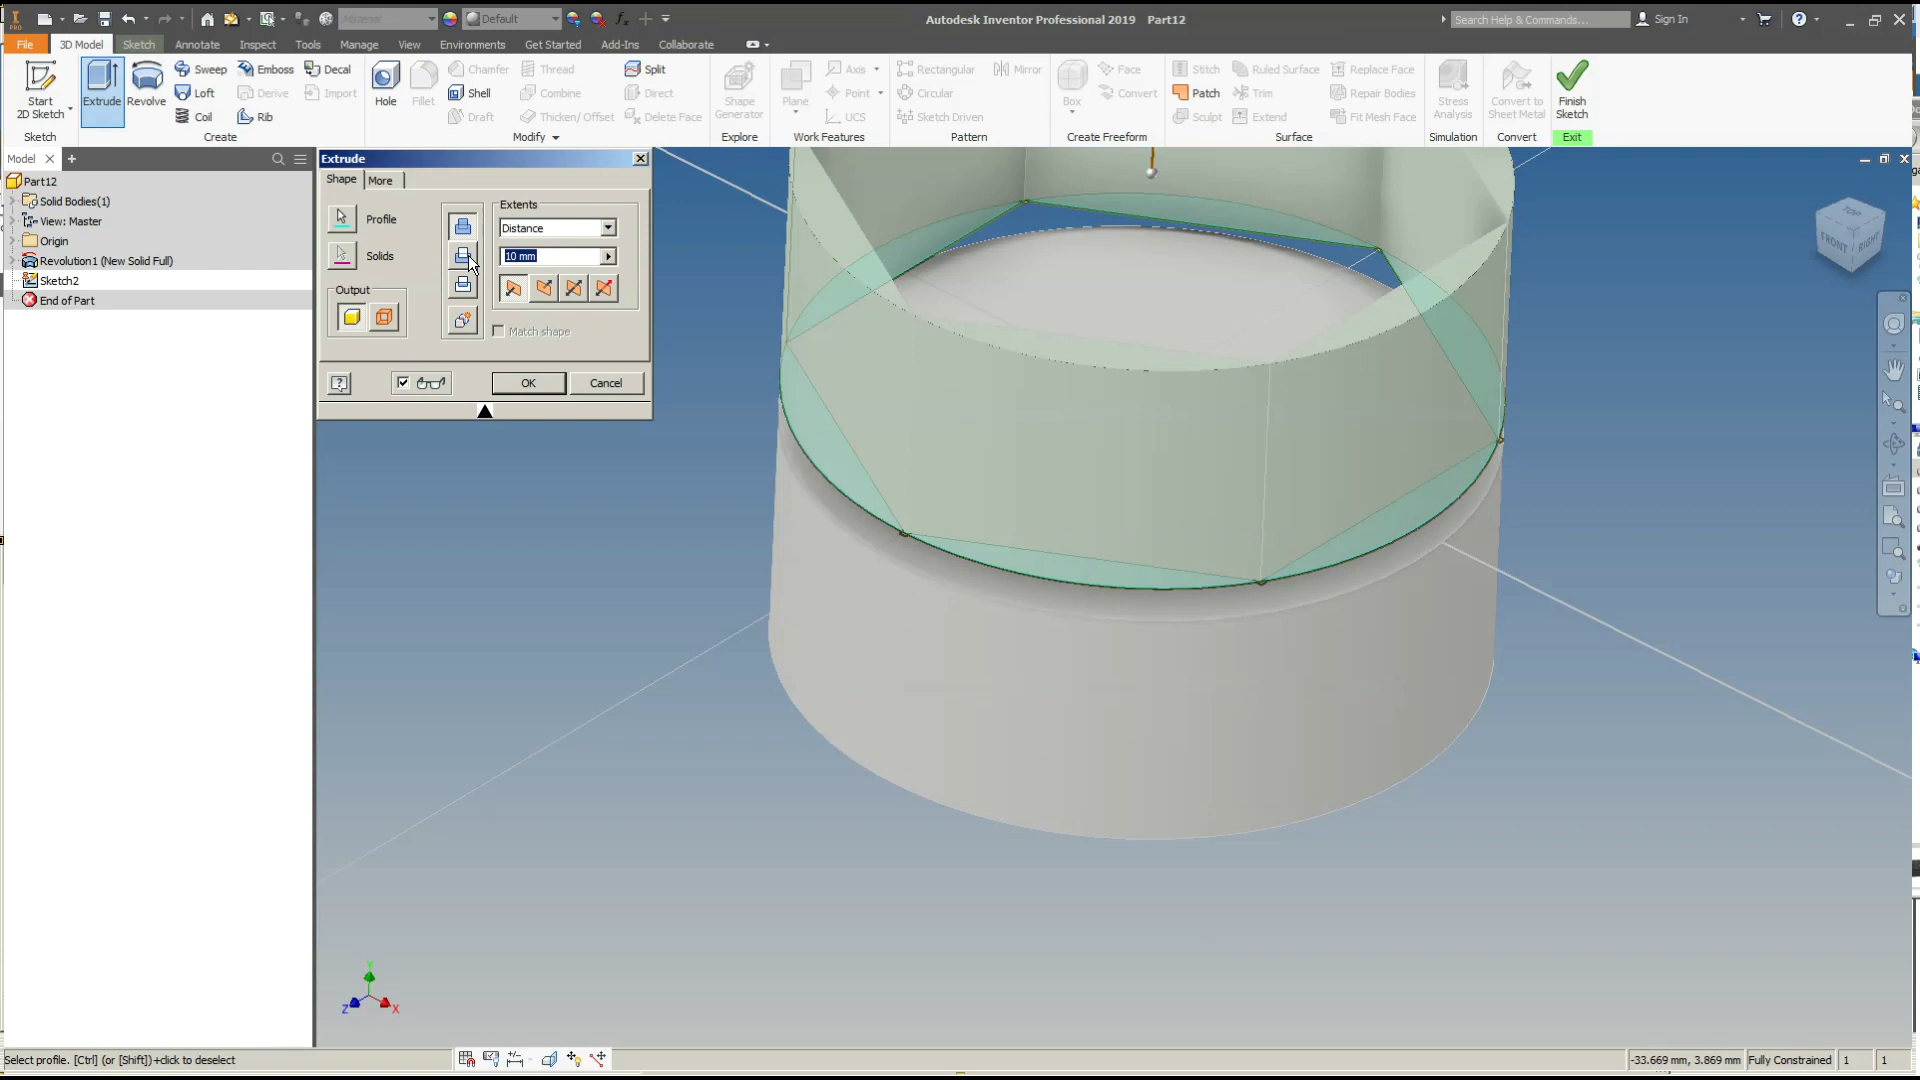 Material
Default
Autodesk Inventor Professional 2019 Part12
Search Help & Commands...
Sign In
File 3D Model Sketch Annotate Inspect Tools Manage View Environments Get Started Add-Ins Collaborate
Start 2D Sketch
Sketch
Extrude
Revolve
Sweep
Emboss
Decal
Loft
Derive
Import
Coil
Rib
Create
Hole
Fillet
Chamfer
Thread
Split
Shell
Combine
Direct
Draft
Thicken/ Offset
Delete Face
Modify
Shape Generator
Explore
Plane
Axis
Point
UCS
Work Features
Rectangular
Mirror
Circular
Sketch Driven
Pattern
Box
Face
Convert
Create Freeform
Stitch
Ruled Surface
Replace Face
Patch
Trim
Repair Bodies
Sculpt
Extend
Fit Mesh Face
Surface
Stress Analysis
Simulation
Convert to Sheet Metal
Convert
Finish Sketch
Exit
Model
Part12
Solid Bodies(1)
View: Master
Origin
Revolution1 (New Solid Full)
Sketch2
End of Part
Extrude
Shape More
Profile
Solids
Output
Extents
Distance
10 mm
Match shape
OK
Cancel
TOP
FRONT
RIGHT
Y
Z
X
Select profile. [Ctrl] (or [Shift])+click to deselect
-33.669 mm, 3.869 mm Fully Constrained 1 1